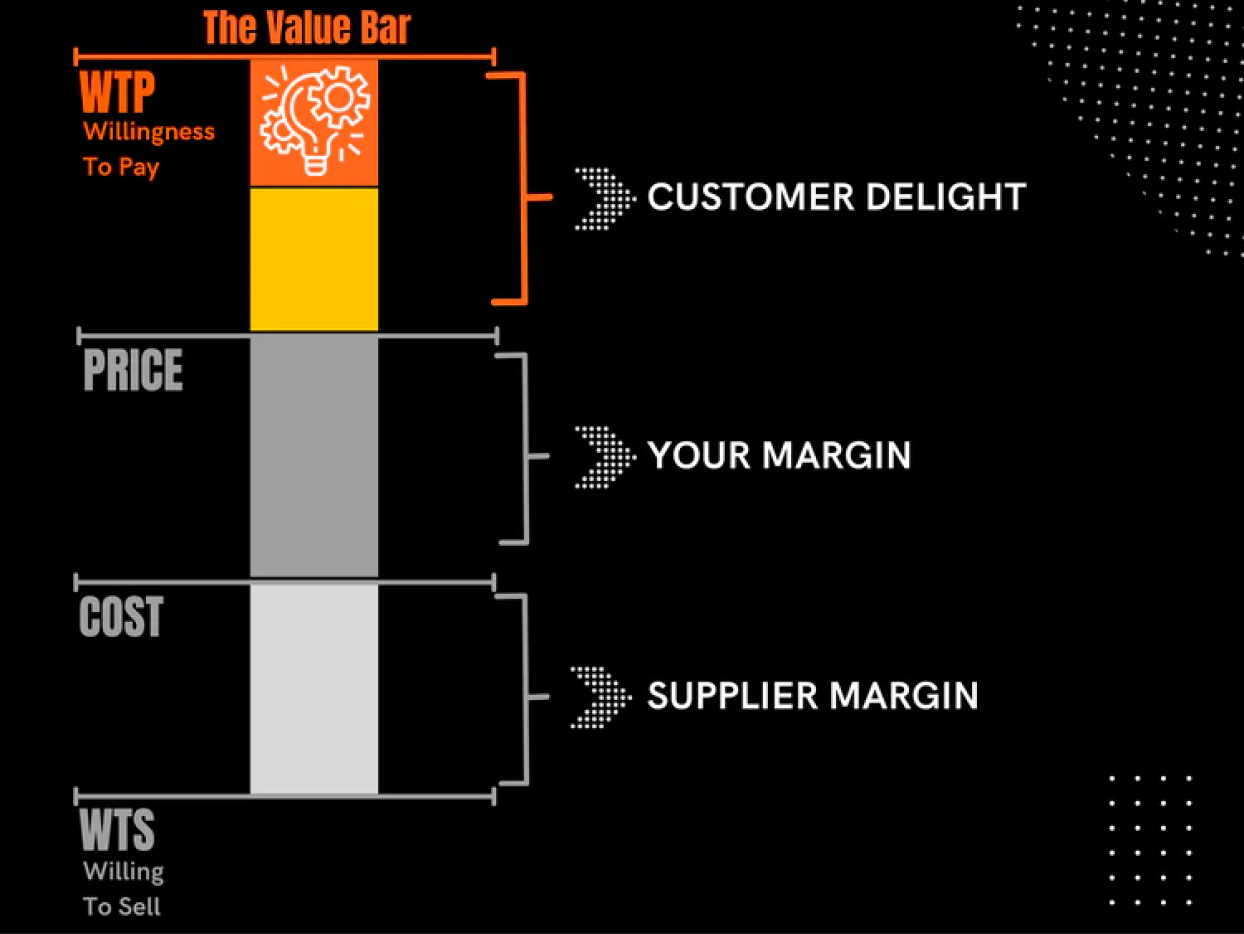 The Value Bar
WTP
Willingness
To Pay
CUSTOMER DELIGHT
PRICE
YOUR MARGIN
COST
SUPPLIER MARGIN
WTS
Willing
To Sell